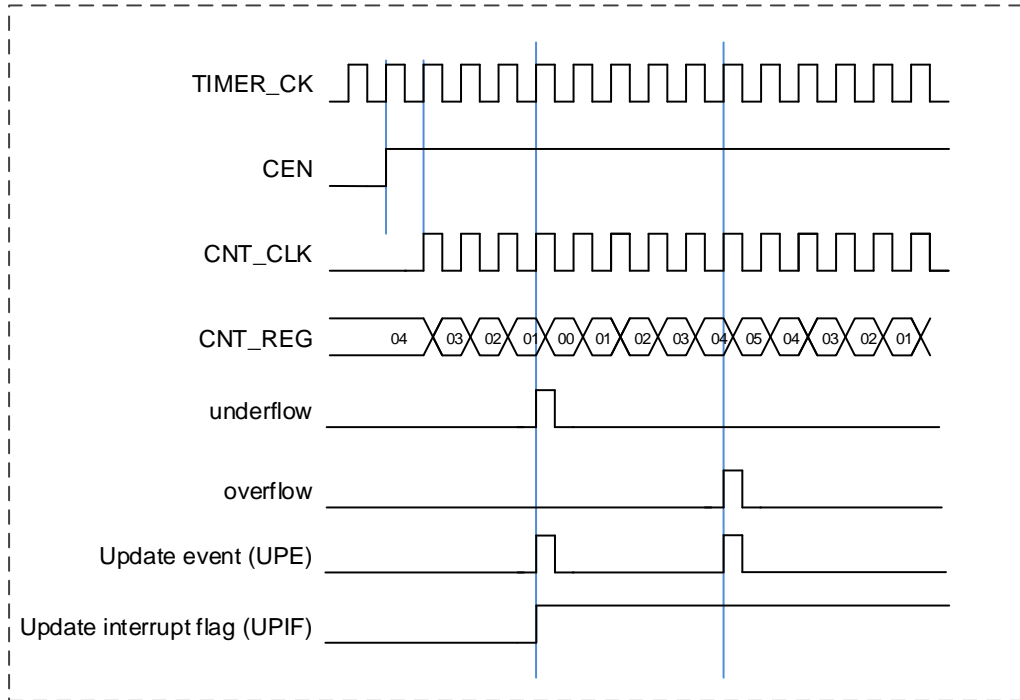 TIMER_CK
CEN
CNT_CLK
CNT_REG 04 03 02 01 00 01 02 03 04 05 04 03 02 01
underflow
overflow
Update event (UPE)
Update interrupt flag (UPIF)